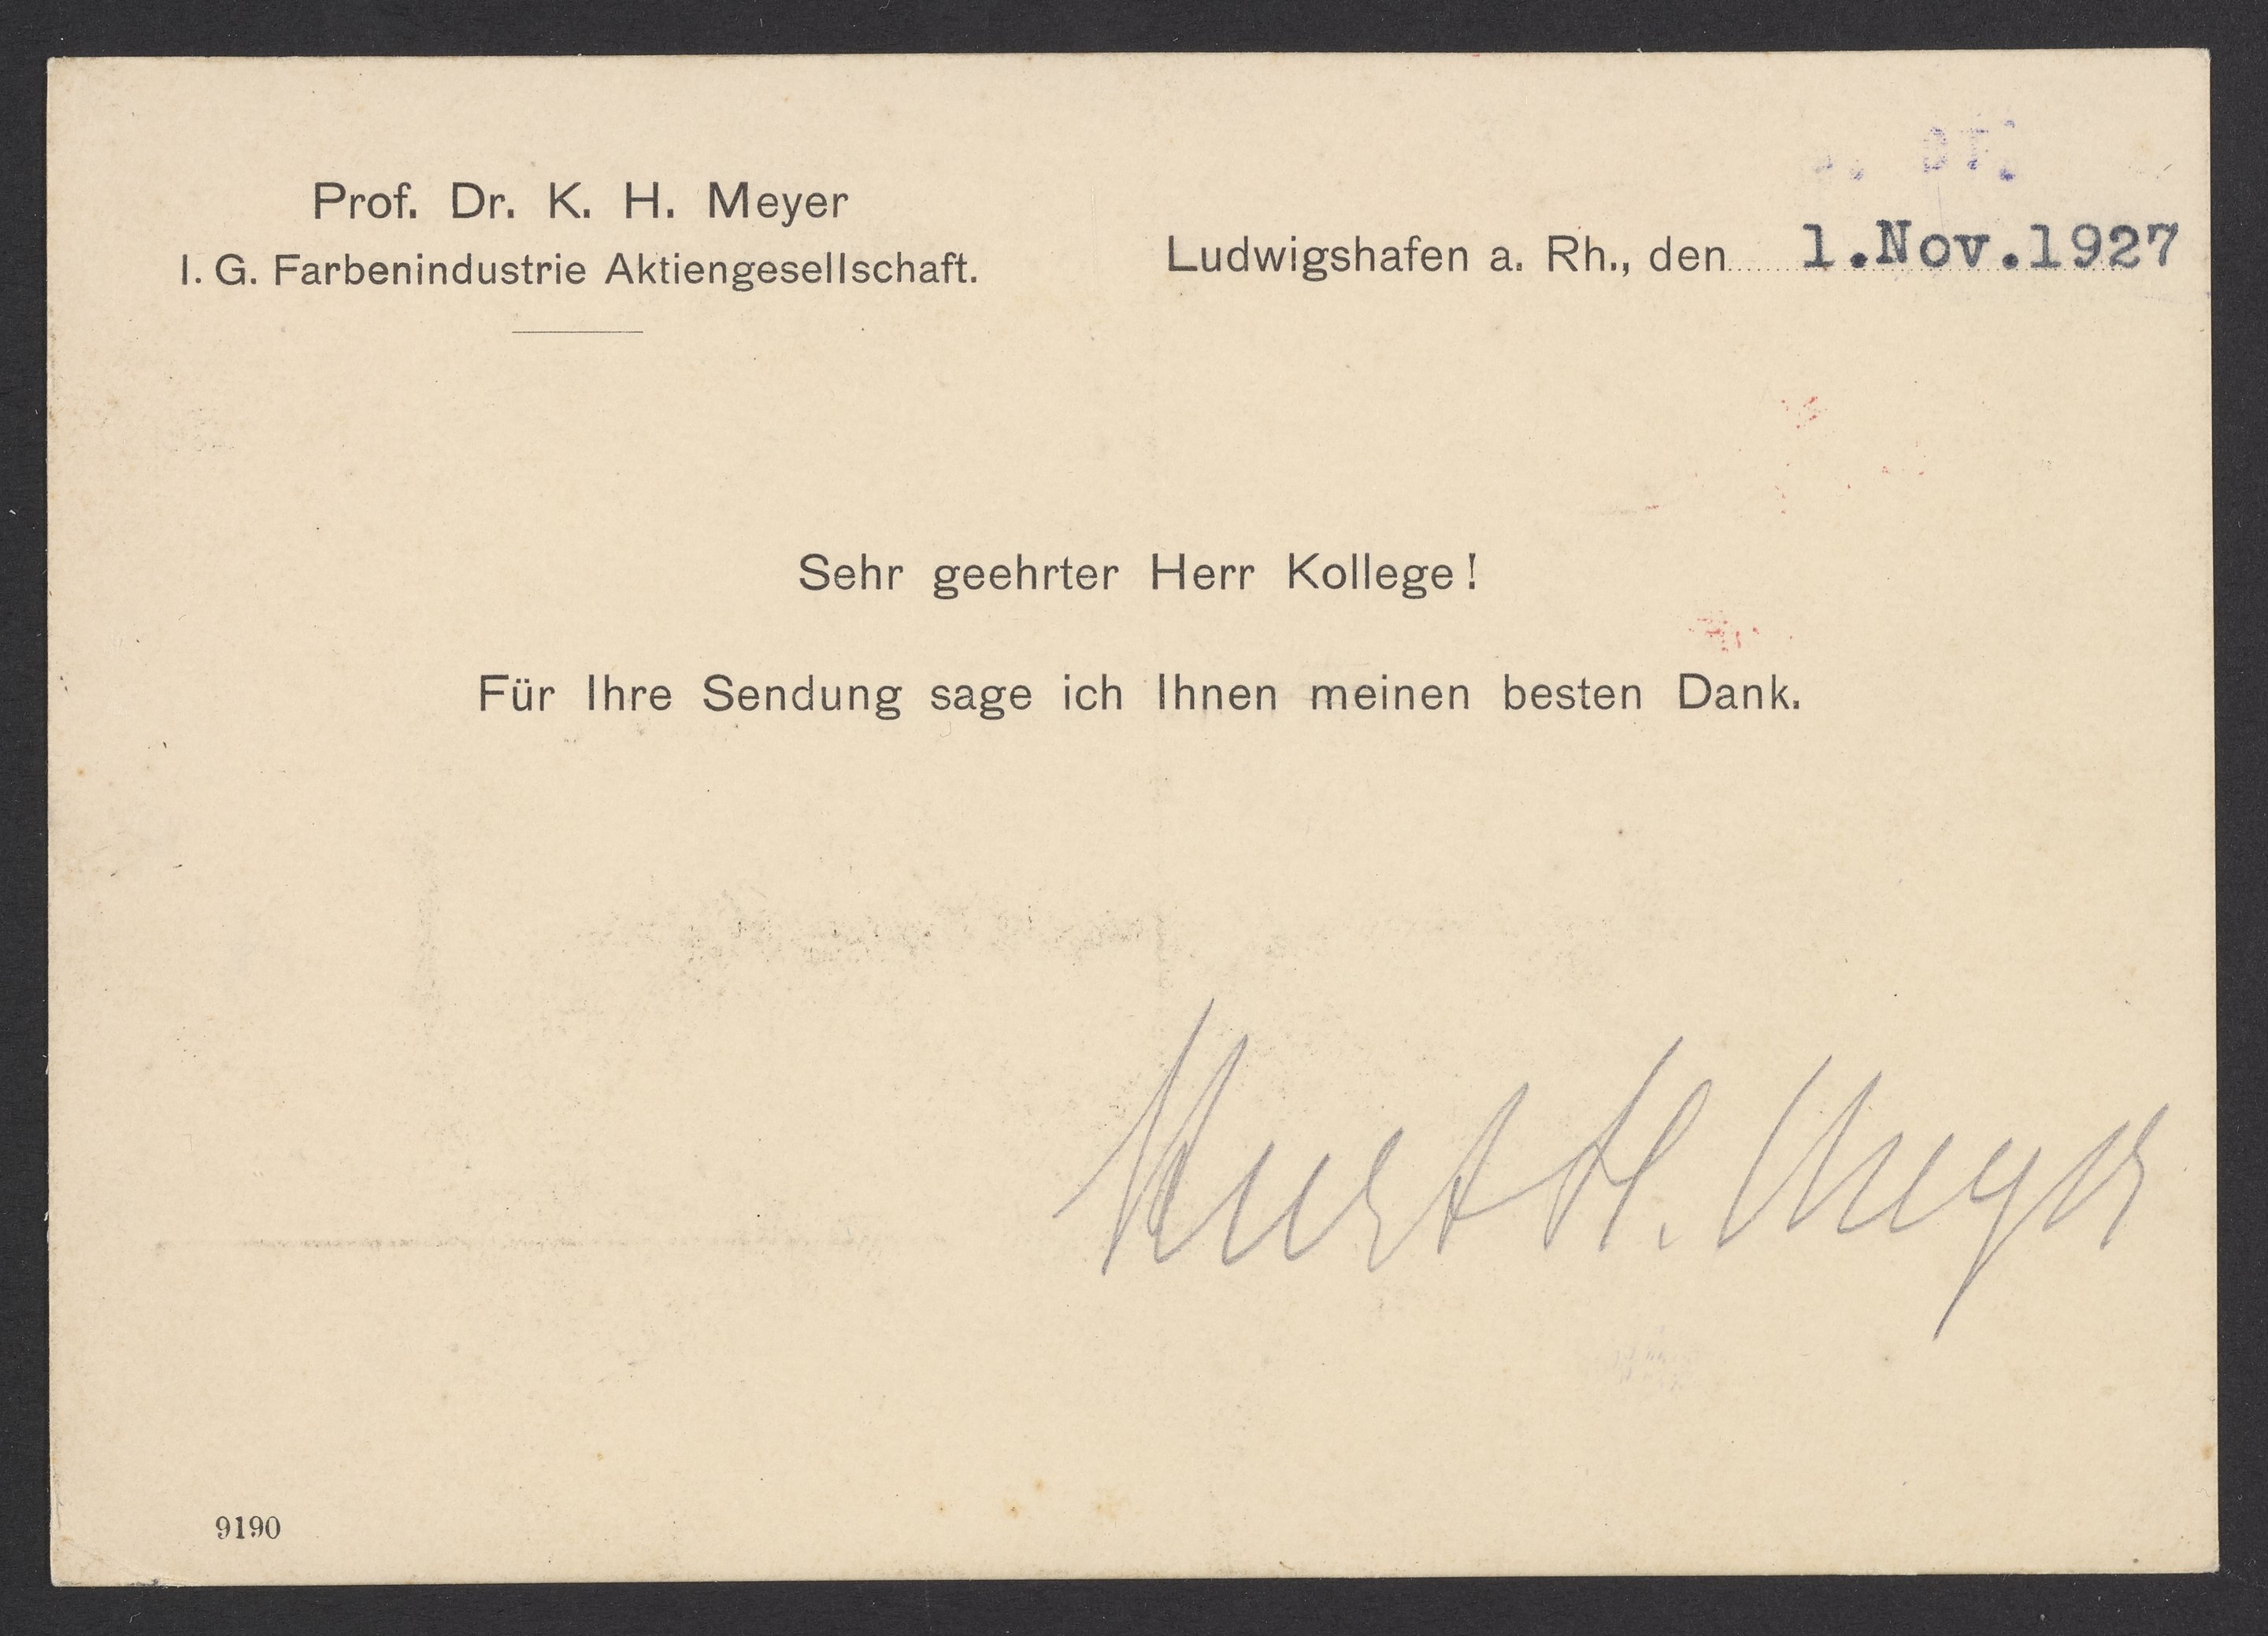 Prof. Dr. K. H. Meyer
I. G. Farbenindustrie Aktiengesellschaft.
Ludwigshafen a. Rh., den 1.Nov.1927
Sehr geehrter Herr Kollege!
Für Ihre Sendung sage ich Ihnen meinen besten Dank.
Kurt H. Meyer
9190